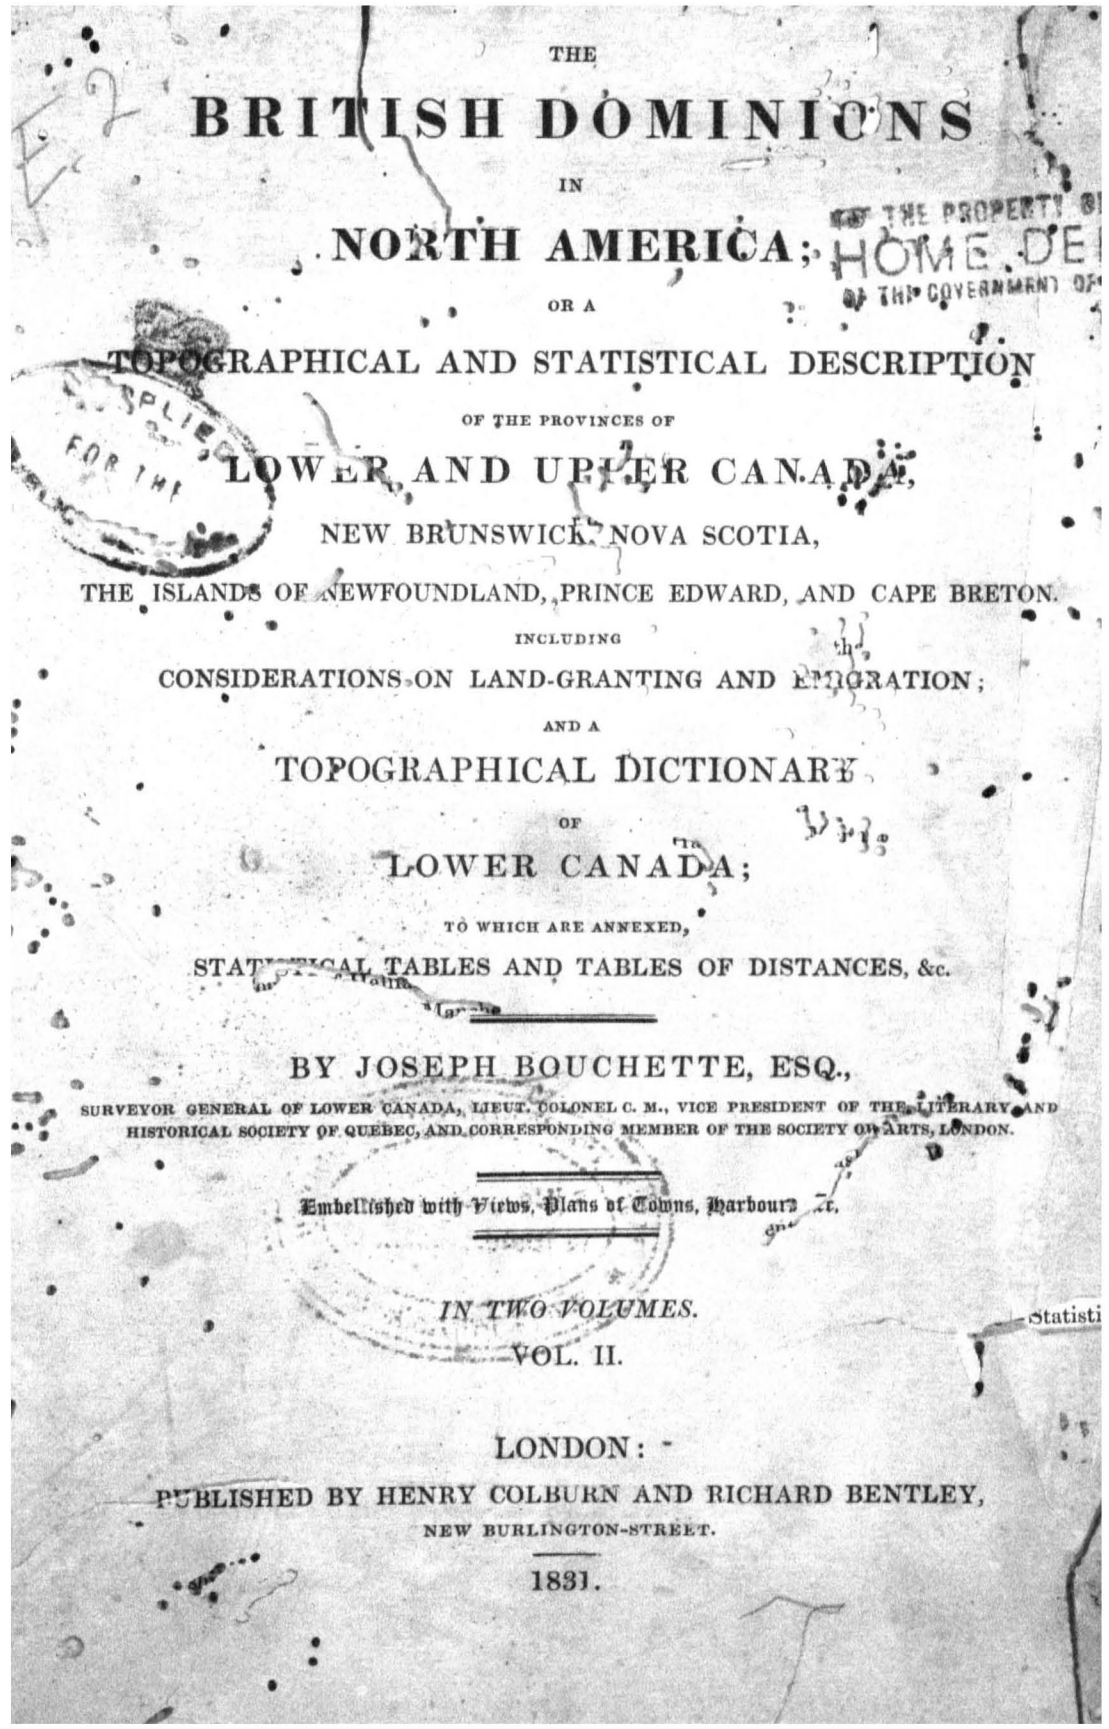 THE
BRITISH DOMINIONS
IN
NORTH AMERICA;
THE PROPERTY
HOME
OF THE GOVERNMENT OF
OR A
TOPOGRAPHICAL AND STATISTICAL DESCRIPTION
OF THE PROVINCES OF
SUPPLIED
FOR THE
LOWER AND UPPER CANADA,
NEW BRUNSWICK, NOVA SCOTIA,
THE ISLANDS OF NEWFOUNDLAND, PRINCE EDWARD, AND CAPE BRETON.
INCLUDING
CONSIDERATIONS ON LAND-GRANTING AND EMIGRATION;
AND A
TOPOGRAPHICAL DICTIONARY
OF
LOWER CANADA;
TO WHICH ARE ANNEXED,
STATISTICAL TABLES AND TABLES OF DISTANCES, &c.
BY JOSEPH BOUCHETTE, ESQ.,
SURVEYOR GENERAL OF LOWER CANADA, LIEUT. COLONEL C. M., VICE PRESIDENT OF THE LITERARY AND
HISTORICAL SOCIETY OF QUEBEC, AND CORRESPONDING MEMBER OF THE SOCIETY OF ARTS, LONDON.
Embellished with Views, Plans of Towns, Harbours &c.
IN TWO VOLUMES.
Statisti
VOL. II.
LONDON:
PUBLISHED BY HENRY COLBURN AND RICHARD BENTLEY,
NEW BURLINGTON-STREET.
1831.